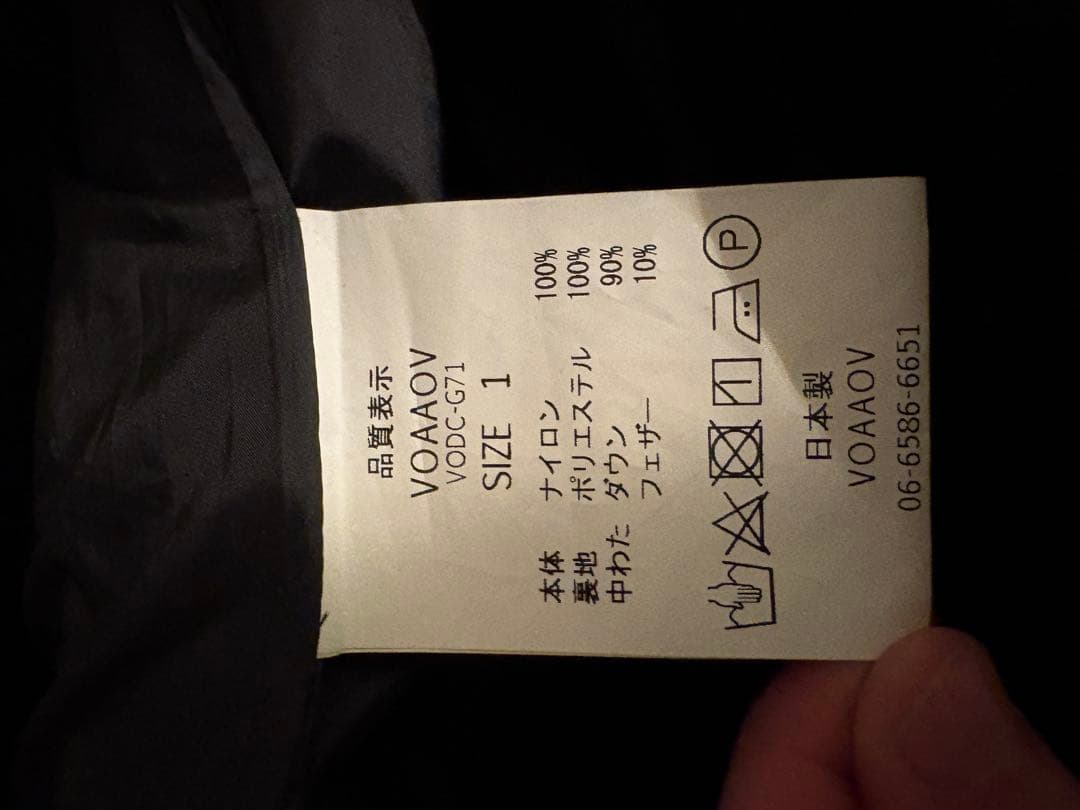 品質表示
VOAAOV
VODC-G71
SIZE 1
本体 ナイロン 100%
裏地 ポリエステル 100%
中わた ダウン 90%
フェザー 10%
P
日本製
VOAAOV
06-6586-6651